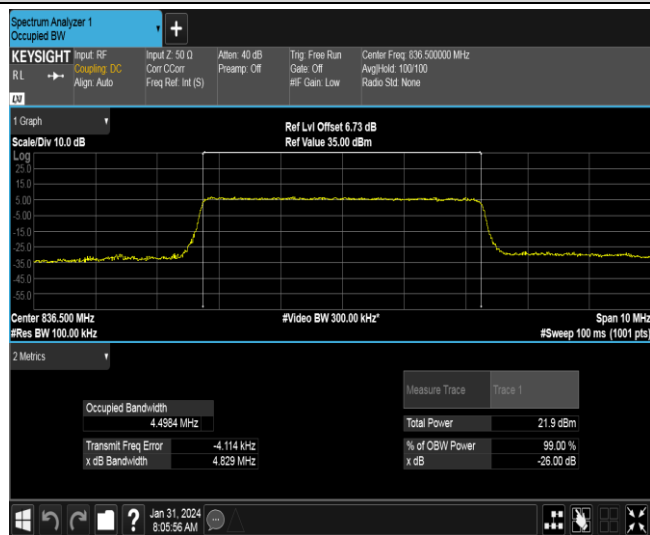 Spectrum Analyzer 1
Occupied BW
+
KEYSIGHT Input: RF Input Z: 50 Ω Atten: 40 dB Trig: Free Run Center Freq: 836.500000 MHz
RL Coupling: DC Corr CCorr Preamp: Off Gate: Off Avg|Hold: 100/100
Align: Auto Freq Ref: Int (S) #IF Gain: Low Radio Std: None
LXI
1 Graph
Ref Lvl Offset 6.73 dB
Scale/Div 10.0 dB Ref Value 35.00 dBm
Log
25.0
15.0
5.00
-5.00
-15.0
-25.0
-35.0
-45.0
-55.0
Center 836.500 MHz #Video BW 300.00 kHz* Span 10 MHz
#Res BW 100.00 kHz #Sweep 100 ms (1001 pts)
2 Metrics
Measure Trace Trace 1
Occupied Bandwidth
4.4984 MHz Total Power 21.9 dBm
Transmit Freq Error -4.114 kHz % of OBW Power 99.00 %
x dB Bandwidth 4.829 MHz x dB -26.00 dB
? Jan 31, 2024
8:05:56 AM